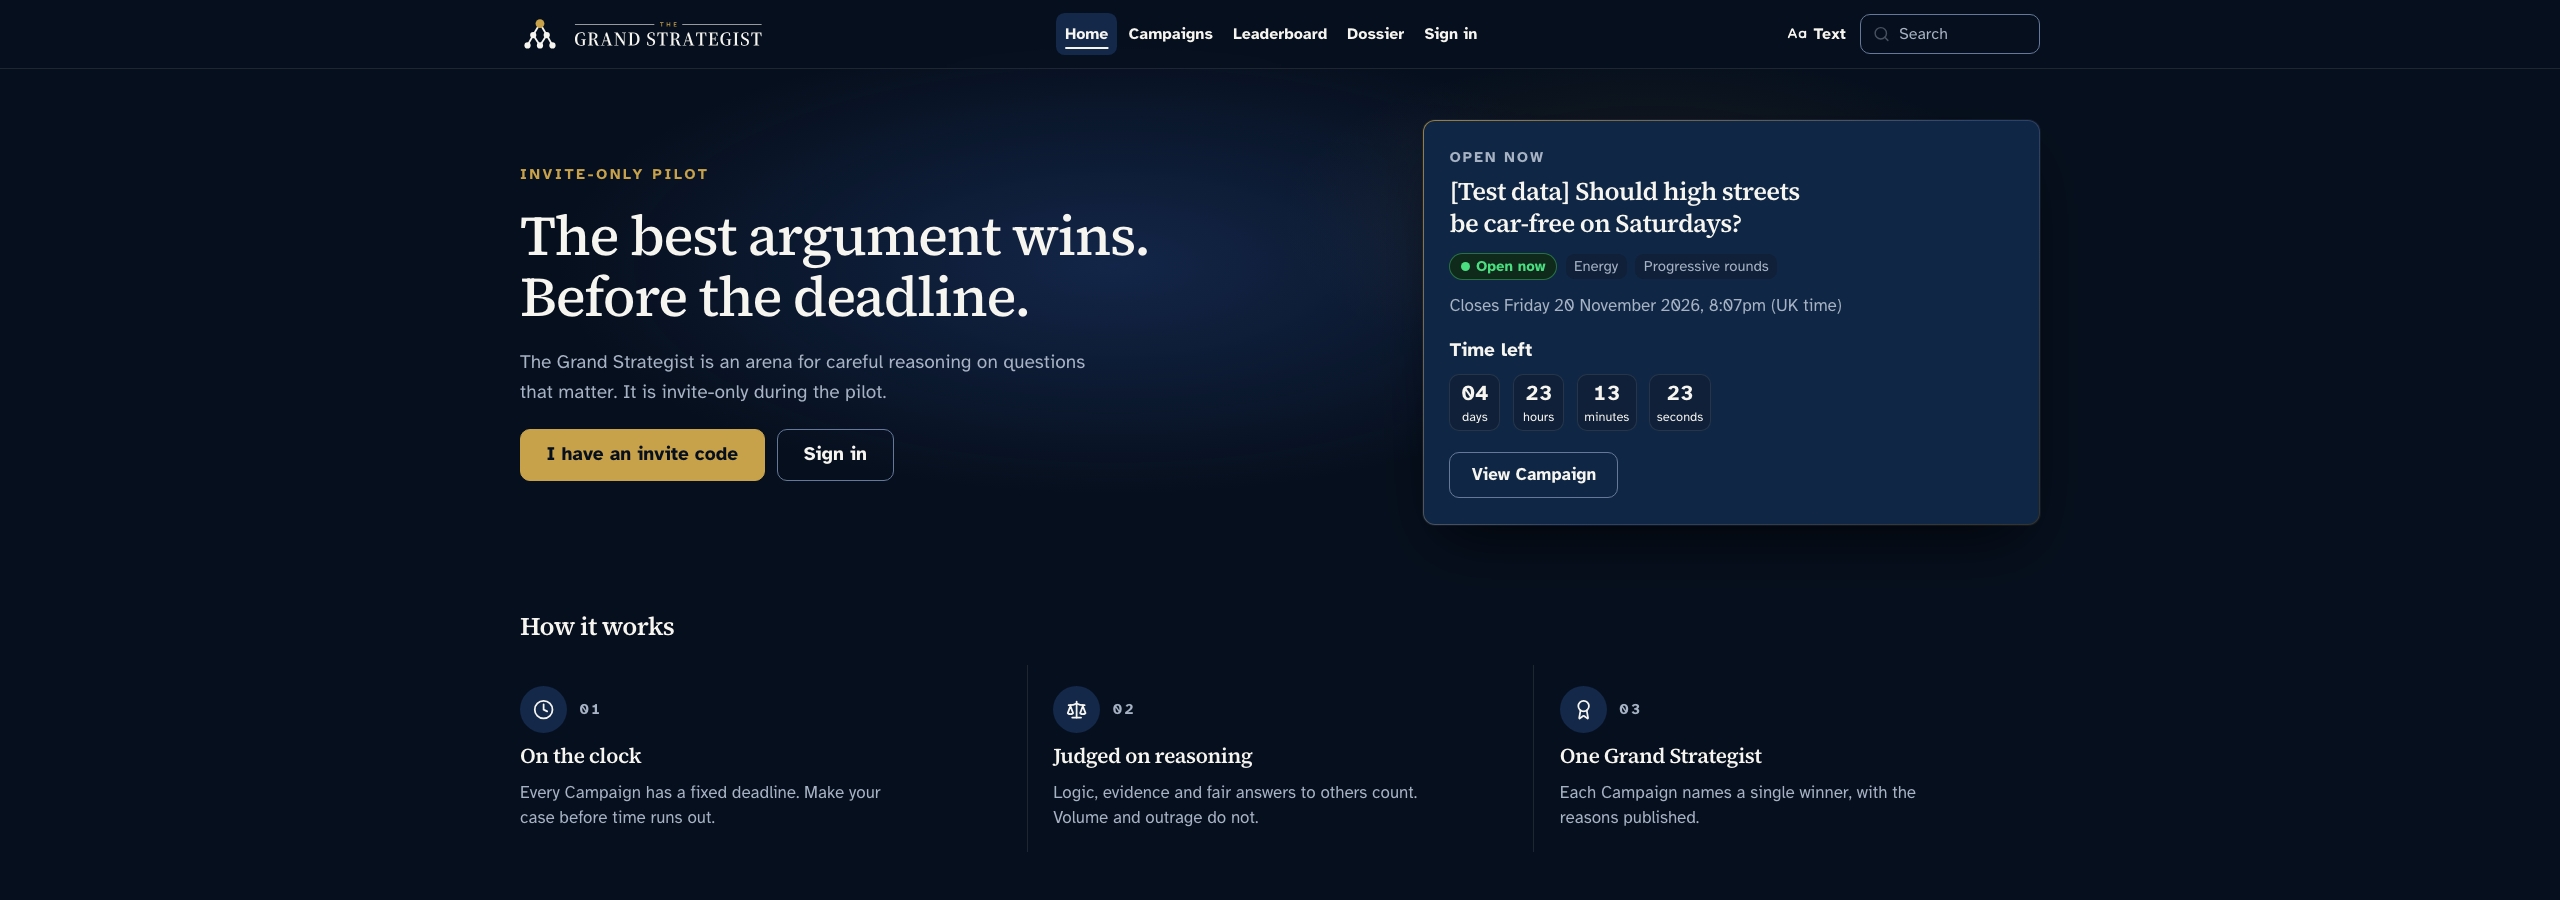 THE
GRAND STRATEGIST
Home
Campaigns
Leaderboard
Dossier
Sign in
Aa Text
Search
INVITE-ONLY PILOT
The best argument wins.
Before the deadline.
The Grand Strategist is an arena for careful reasoning on questions
that matter. It is invite-only during the pilot.
I have an invite code
Sign in
OPEN NOW
[Test data] Should high streets
be car-free on Saturdays?
Open now
Energy
Progressive rounds
Closes Friday 20 November 2026, 8:07pm (UK time)
Time left
04 23 13 23
days hours minutes seconds
View Campaign
How it works
01
On the clock
Every Campaign has a fixed deadline. Make your
case before time runs out.
02
Judged on reasoning
Logic, evidence and fair answers to others count.
Volume and outrage do not.
03
One Grand Strategist
Each Campaign names a single winner, with the
reasons published.